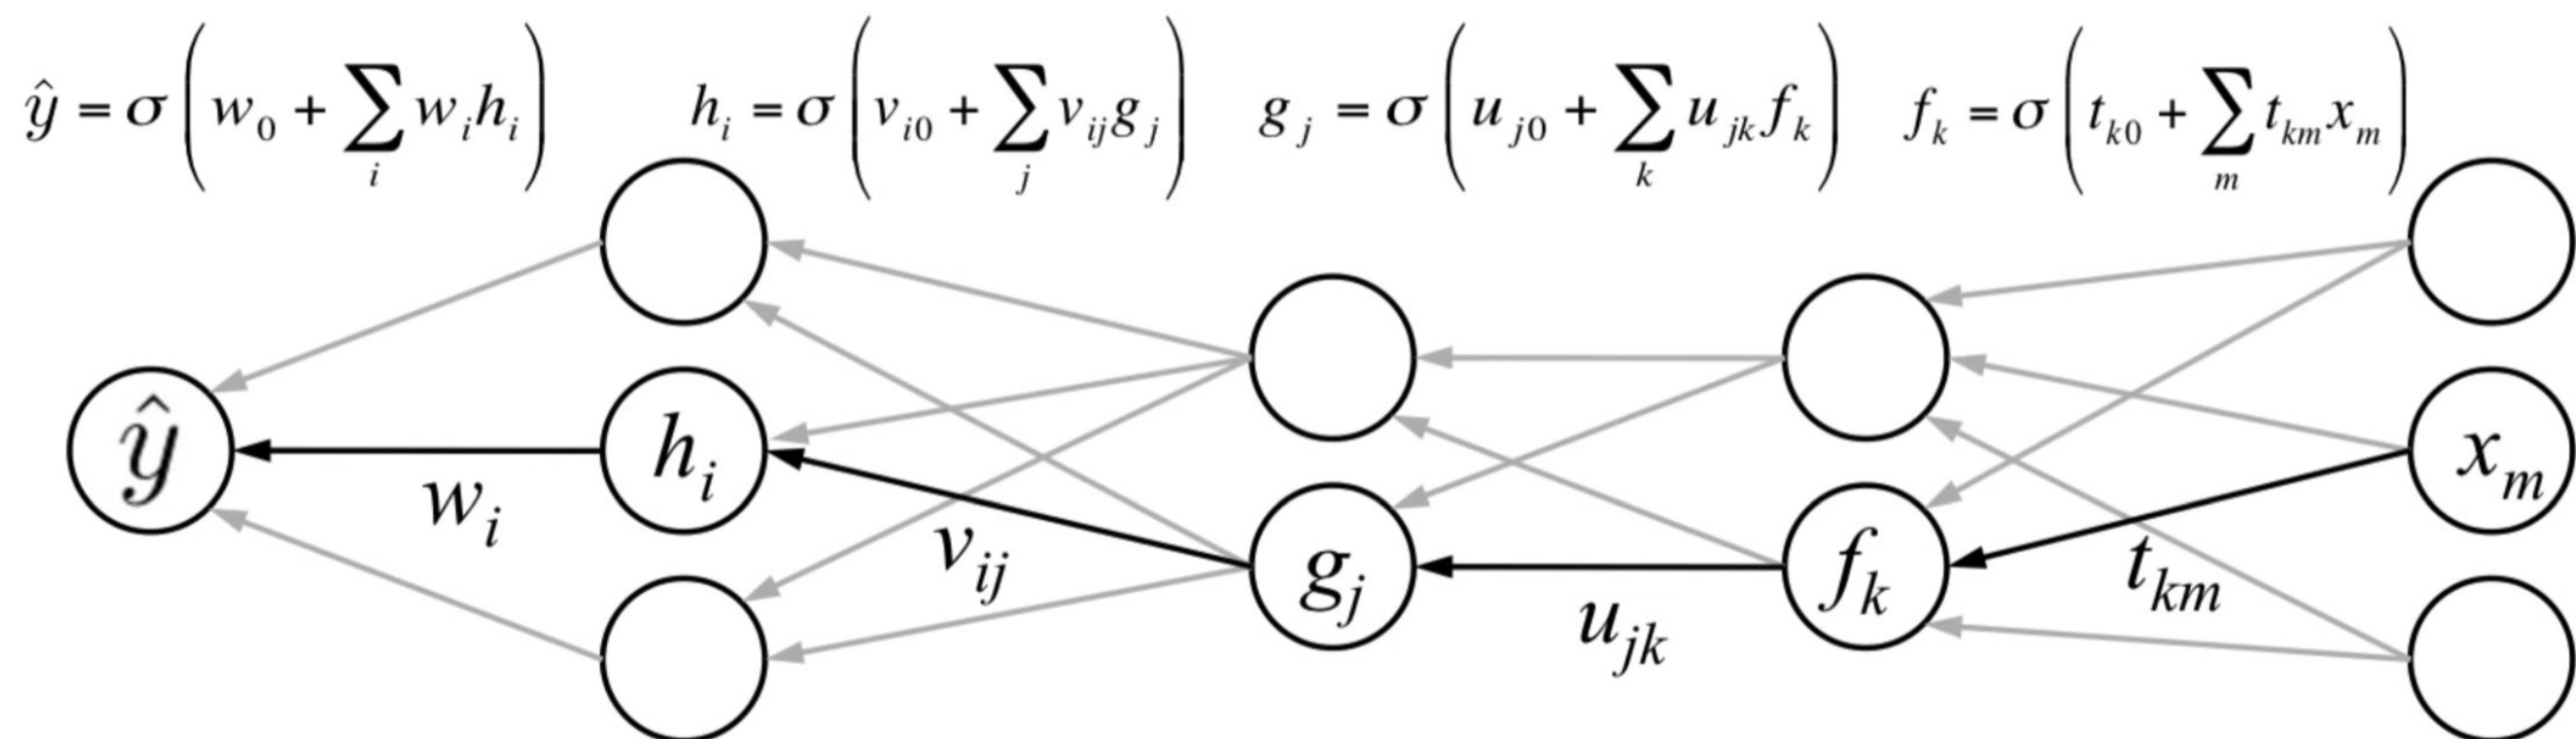 ŷ = σ ( w₀ + ∑ᵢ wᵢhᵢ ) hᵢ = σ ( vᵢ₀ + ∑ⱼ vᵢⱼgⱼ ) gⱼ = σ ( uⱼ₀ + ∑ₖ uⱼₖfₖ ) fₖ = σ ( tₖ₀ + ∑ₘ tₖₘxₘ )
ŷ
wᵢ
hᵢ
vᵢⱼ
gⱼ
uⱼₖ
fₖ
tₖₘ
xₘ